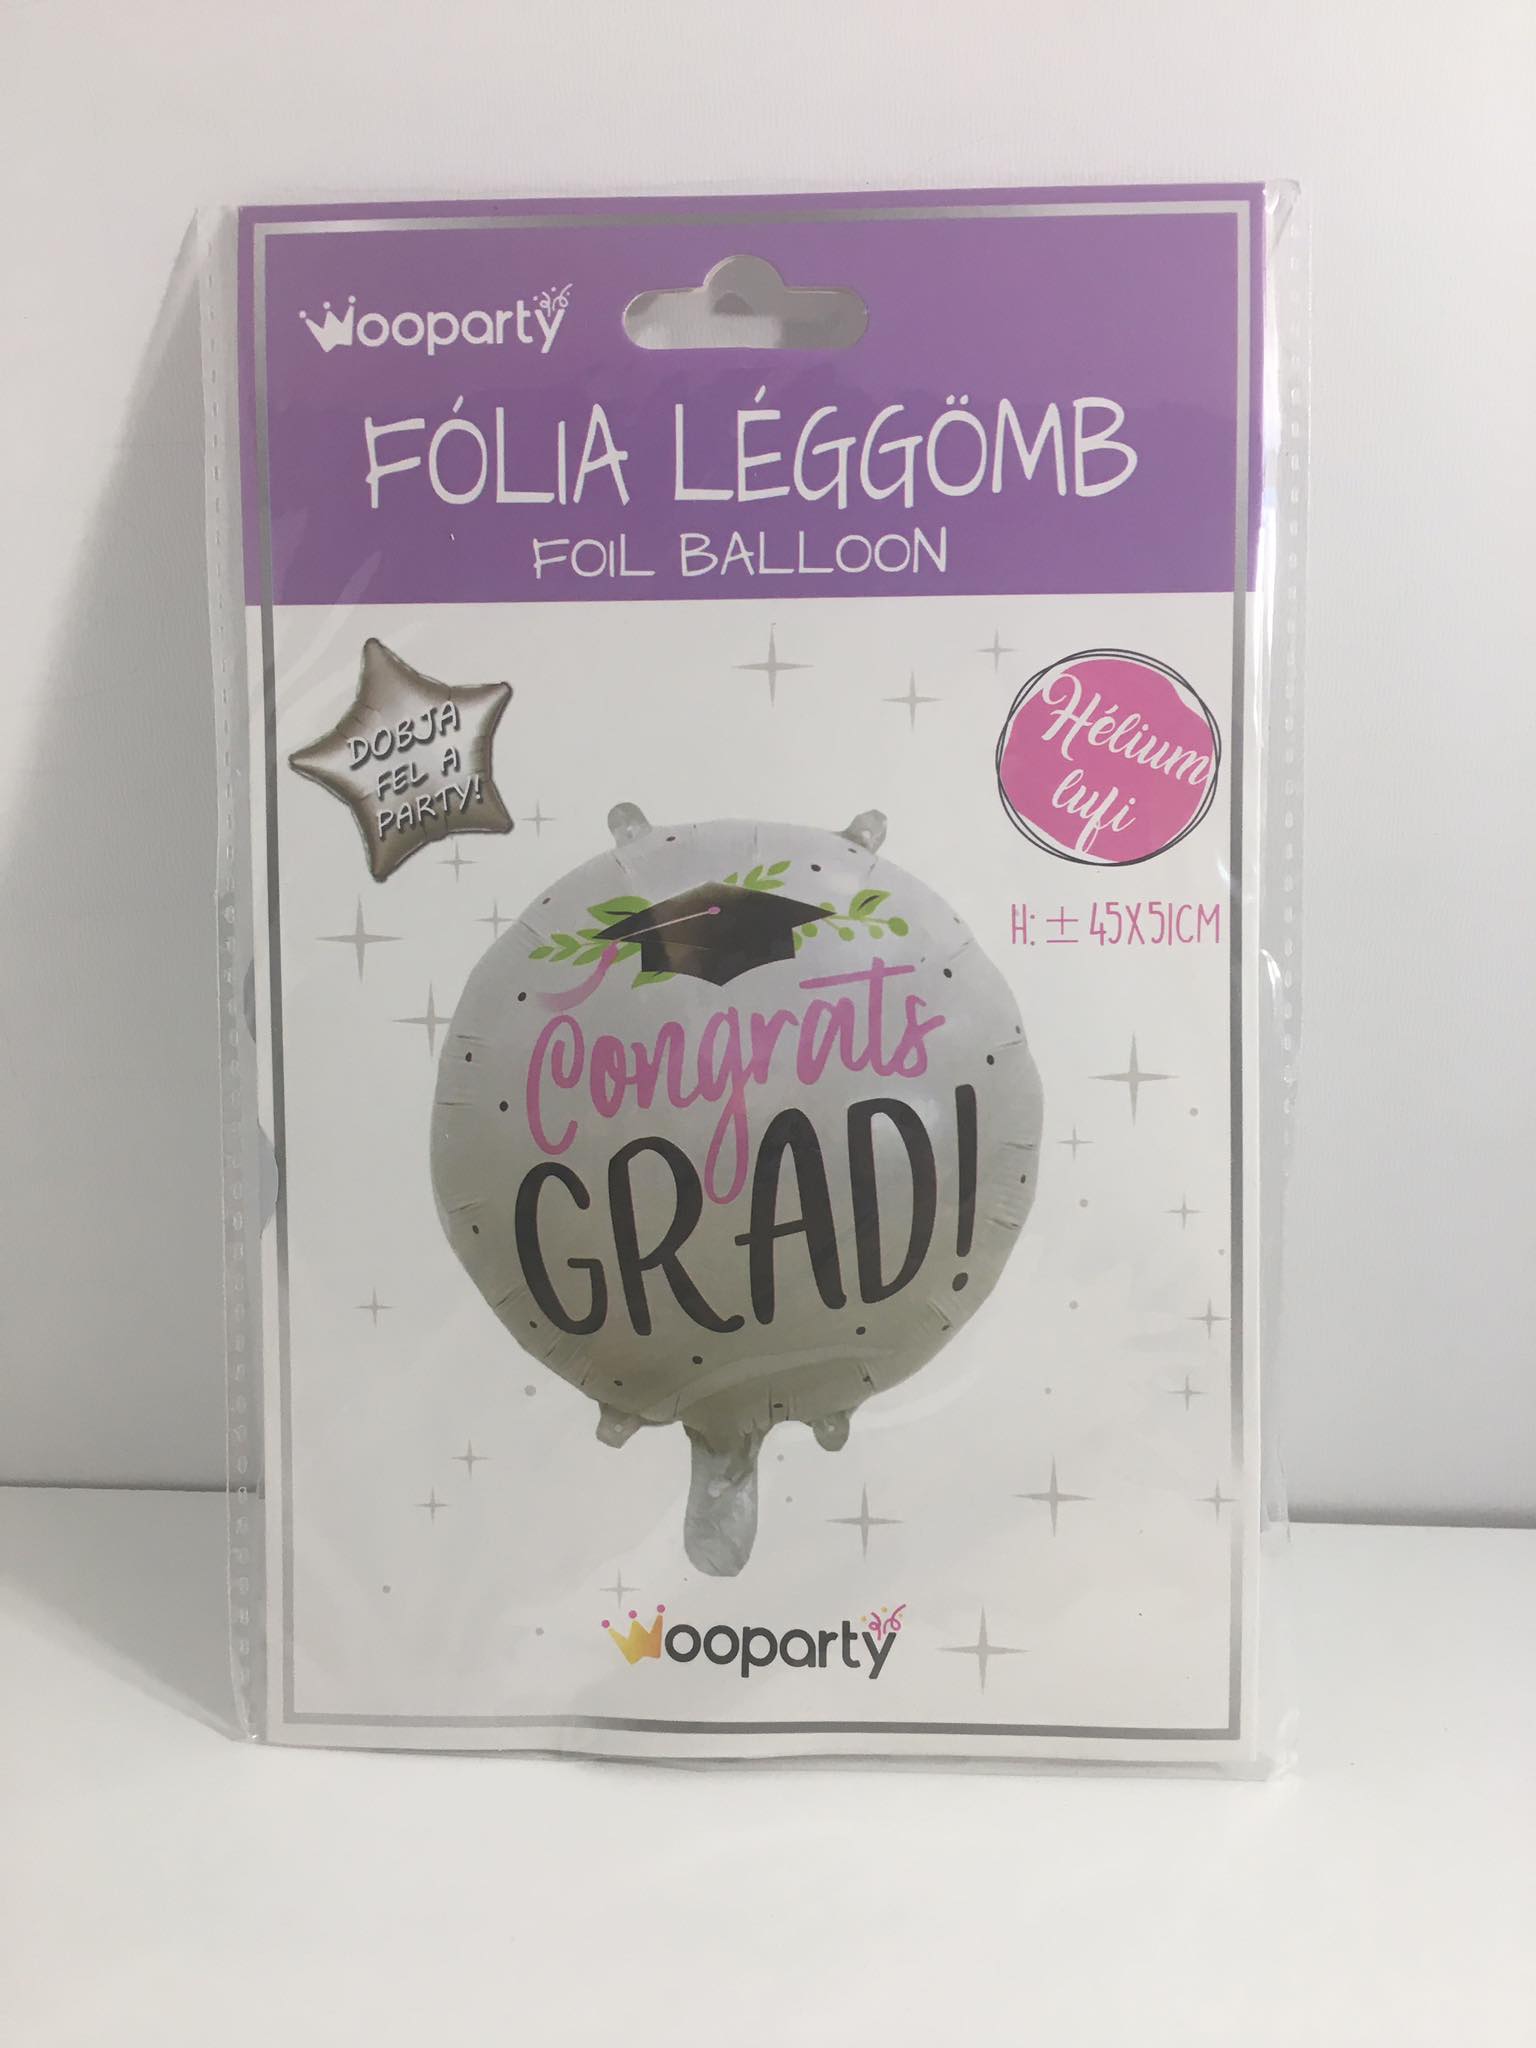 Wooparty
FÓLIA LÉGGÖMB
FOIL BALLOON
DOBJA
FEL A
PARTY!
Hélium
lufi
H: ± 45X51CM
Congrats
GRAD!
Wooparty